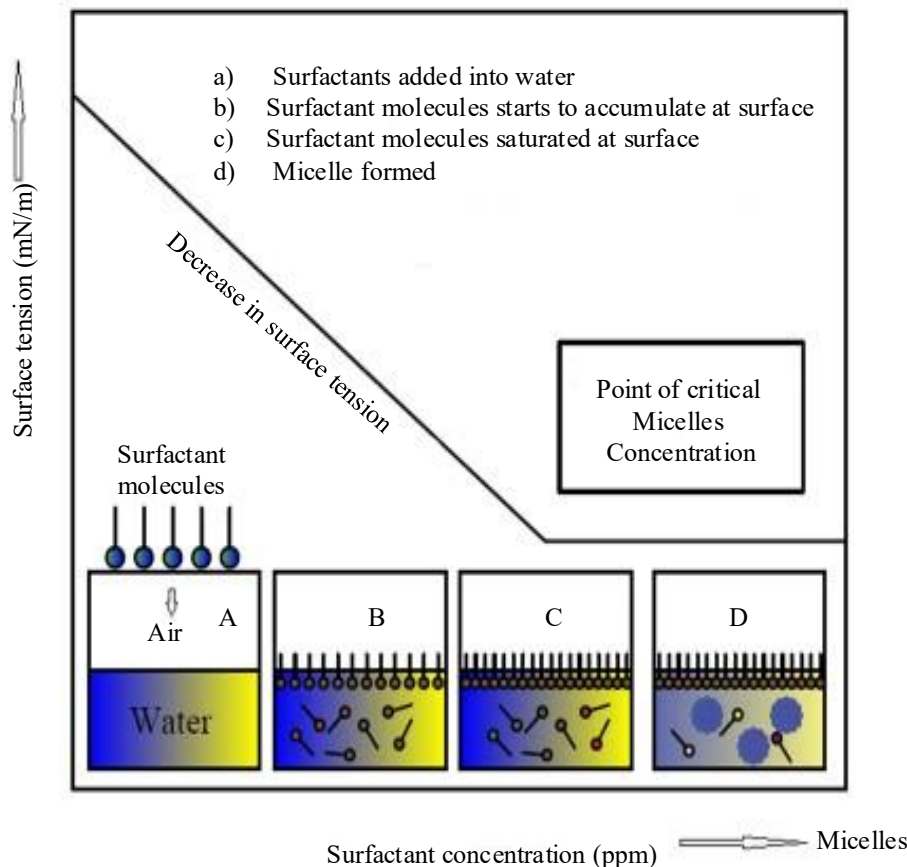 a) Surfactants added into water
b) Surfactant molecules starts to accumulate at surface
c) Surfactant molecules saturated at surface
d) Micelle formed
Surface tension (mN/m)
Decrease in surface tension
Point of critical
Micelles
Concentration
Surfactant
molecules
A
Air
Water
B
C
D
Surfactant concentration (ppm)
Micelles